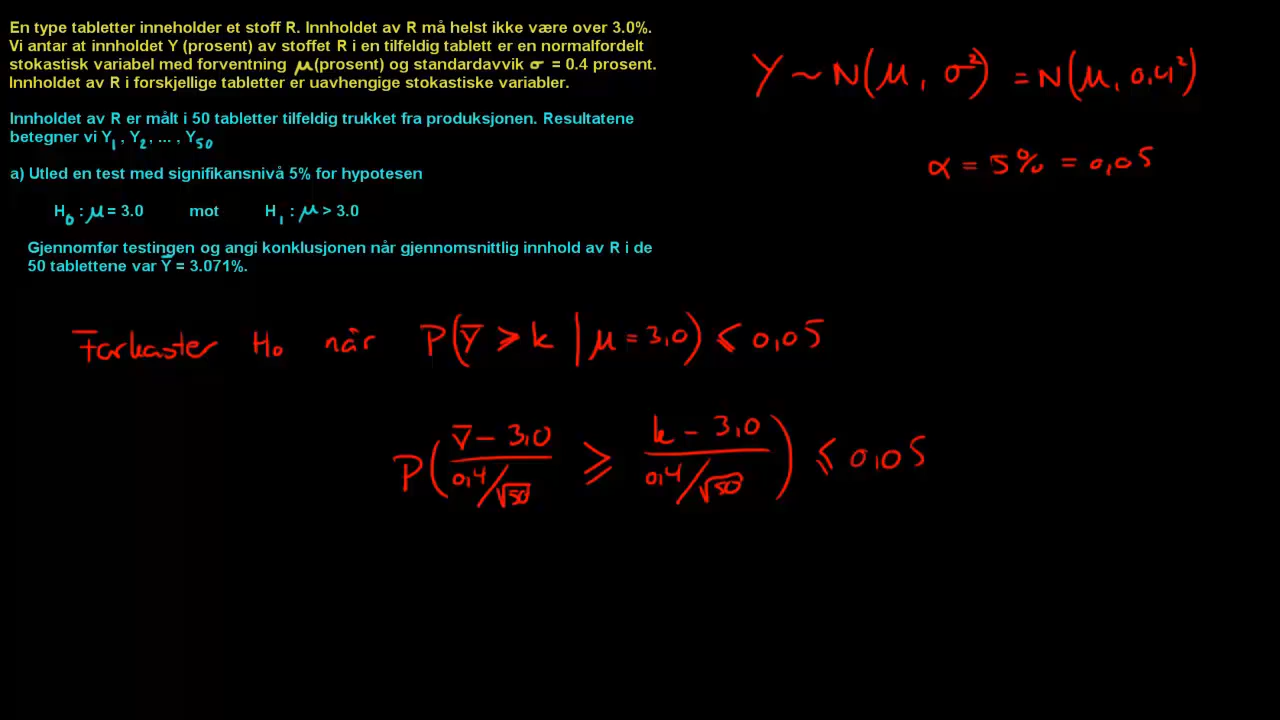 En type tabletter inneholder et stoff R. Innholdet av R må helst ikke være over 3.0%.
Vi antar at innholdet Y (prosent) av stoffet R i en tilfeldig tablett er en normalfordelt
stokastisk variabel med forventning μ(prosent) og standardavvik σ = 0.4 prosent.
Innholdet av R i forskjellige tabletter er uavhengige stokastiske variabler.
Innholdet av R er målt i 50 tabletter tilfeldig trukket fra produksjonen. Resultatene
betegner vi Y₁ , Y₂ , ... , Y₅₀
a) Utled en test med signifikansnivå 5% for hypotesen
H₀ : μ = 3.0 mot H₁ : μ > 3.0
Gjennomfør testingen og angi konklusjonen når gjennomsnittlig innhold av R i de
50 tablettene var Ȳ = 3.071%.
Y ~ N(μ, σ²) = N(μ, 0,4²)
α = 5% = 0,05
Forkaster H₀ når P(Ȳ ≥ k | μ = 3,0) ≤ 0,05
P((Ȳ - 3,0)/(0,4/√50) ≥ (k - 3,0)/(0,4/√50)) ≤ 0,05